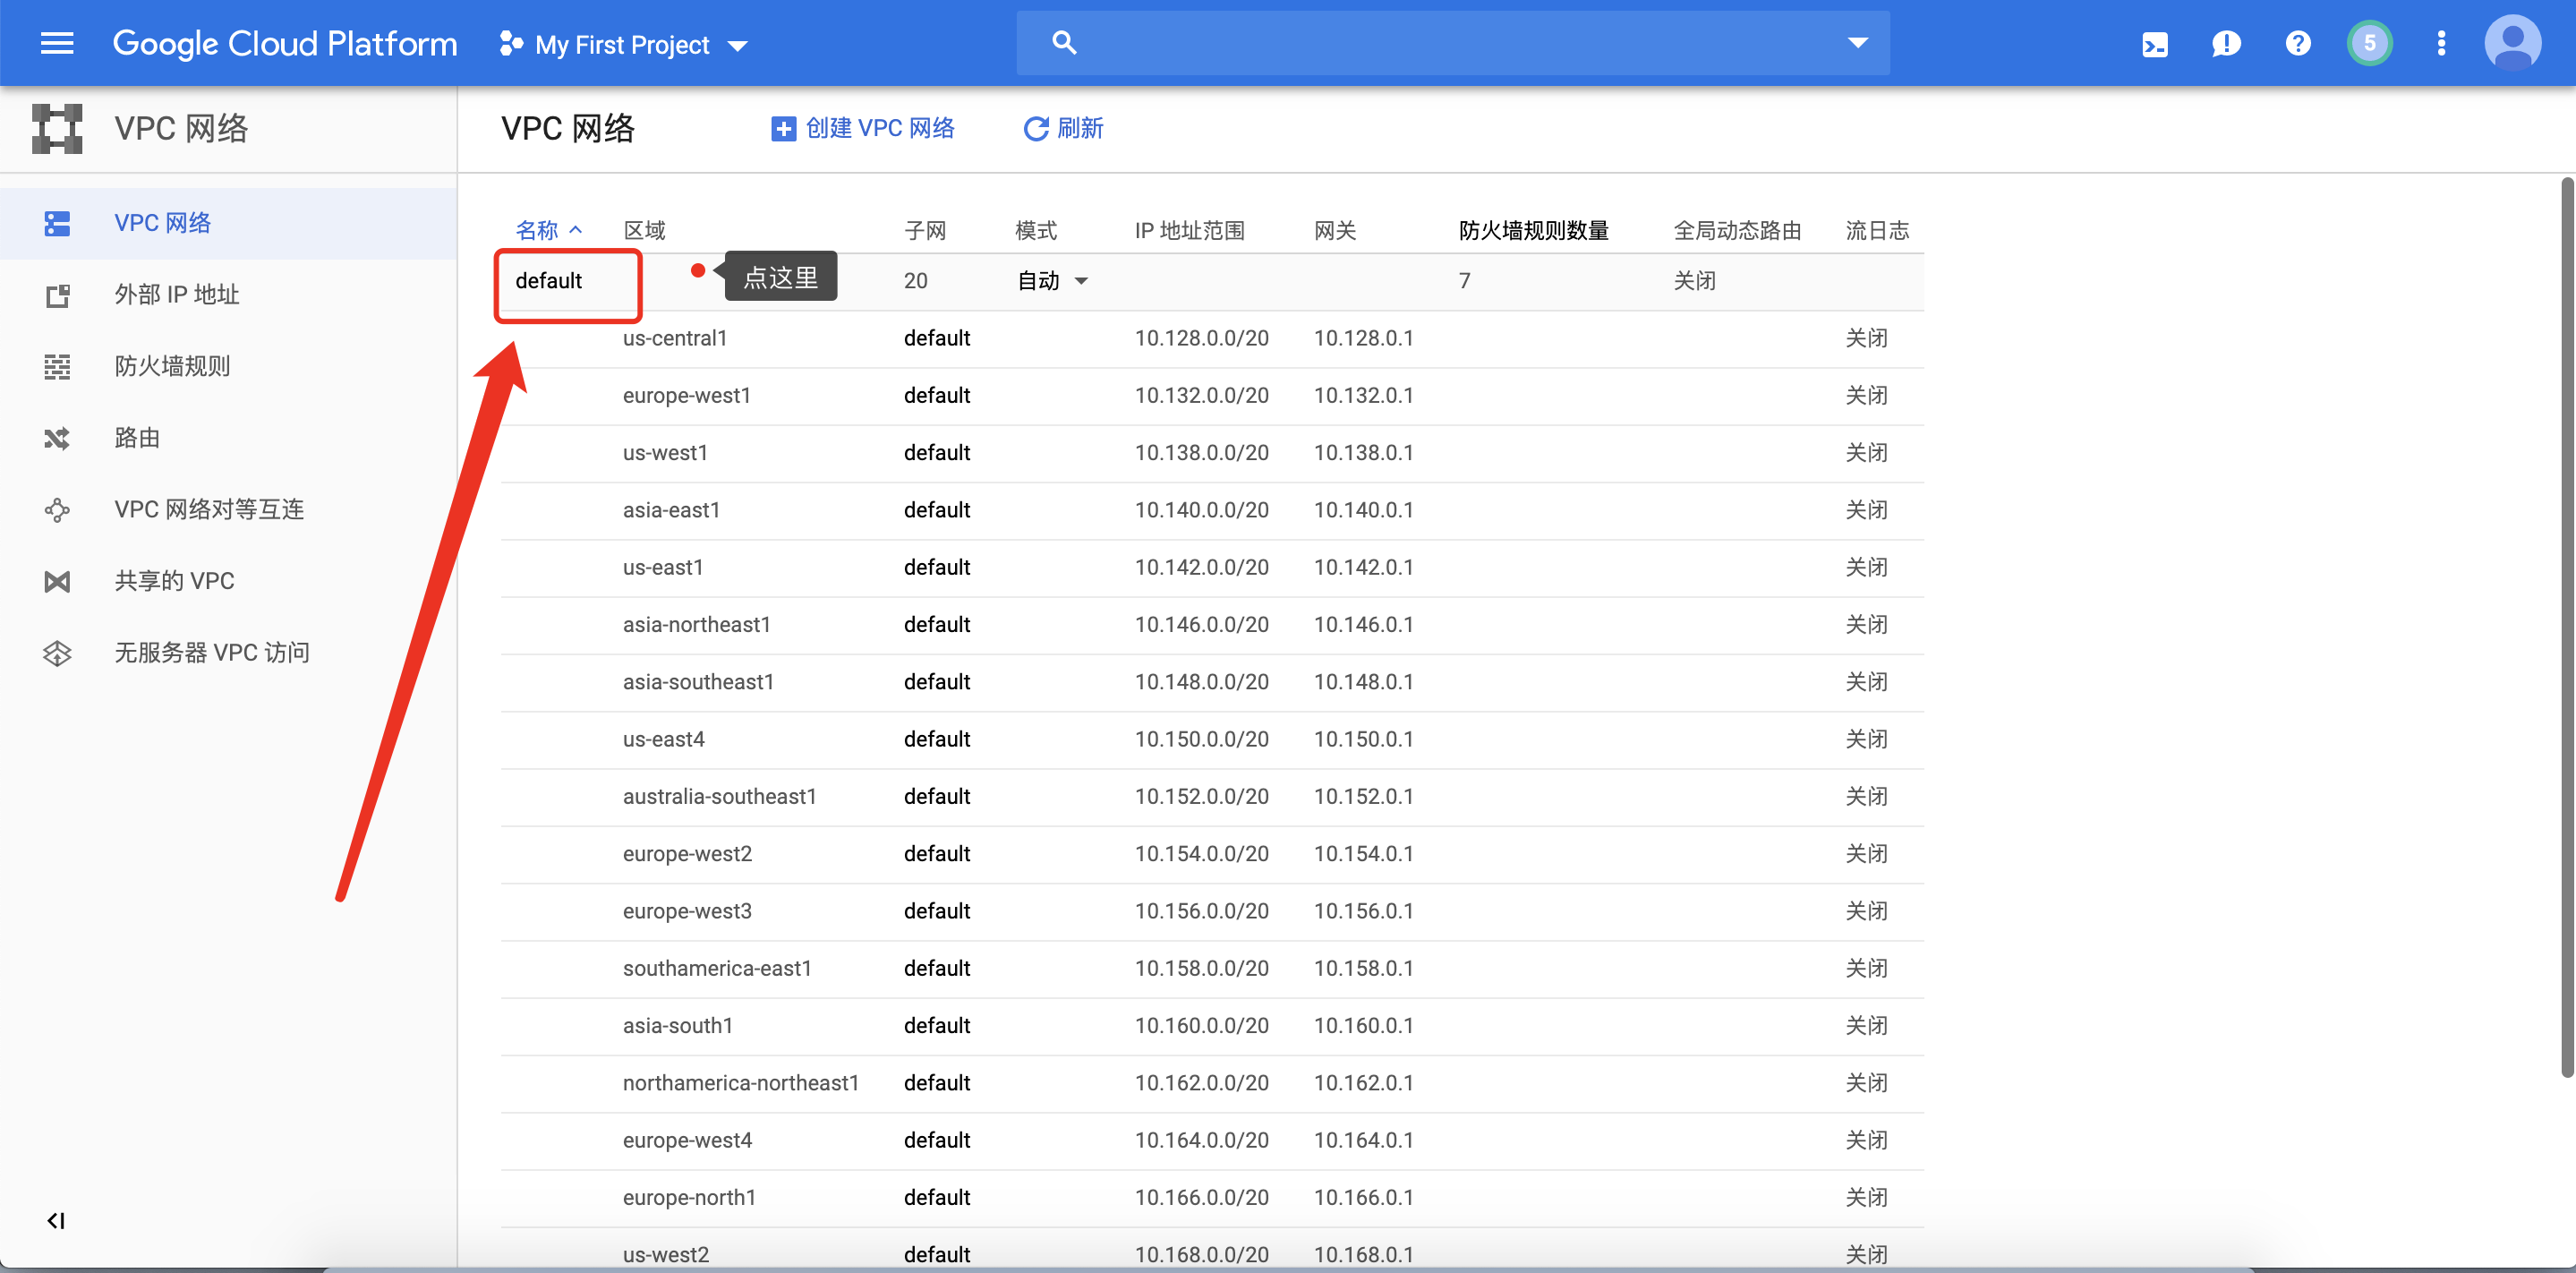 Google Cloud Platform My First Project 5
VPC 网络
VPC 网络
外部 IP 地址
防火墙规则
路由
VPC 网络对等互连
共享的 VPC
无服务器 VPC 访问
VPC 网络 创建 VPC 网络 刷新
名称 区域 子网 模式 IP 地址范围 网关 防火墙规则数量 全局动态路由 流日志
default 点这里 20 自动 7 关闭
us-central1 default 10.128.0.0/20 10.128.0.1 关闭
europe-west1 default 10.132.0.0/20 10.132.0.1 关闭
us-west1 default 10.138.0.0/20 10.138.0.1 关闭
asia-east1 default 10.140.0.0/20 10.140.0.1 关闭
us-east1 default 10.142.0.0/20 10.142.0.1 关闭
asia-northeast1 default 10.146.0.0/20 10.146.0.1 关闭
asia-southeast1 default 10.148.0.0/20 10.148.0.1 关闭
us-east4 default 10.150.0.0/20 10.150.0.1 关闭
australia-southeast1 default 10.152.0.0/20 10.152.0.1 关闭
europe-west2 default 10.154.0.0/20 10.154.0.1 关闭
europe-west3 default 10.156.0.0/20 10.156.0.1 关闭
southamerica-east1 default 10.158.0.0/20 10.158.0.1 关闭
asia-south1 default 10.160.0.0/20 10.160.0.1 关闭
northamerica-northeast1 default 10.162.0.0/20 10.162.0.1 关闭
europe-west4 default 10.164.0.0/20 10.164.0.1 关闭
europe-north1 default 10.166.0.0/20 10.166.0.1 关闭
us-west2 default 10.168.0.0/20 10.168.0.1 关闭